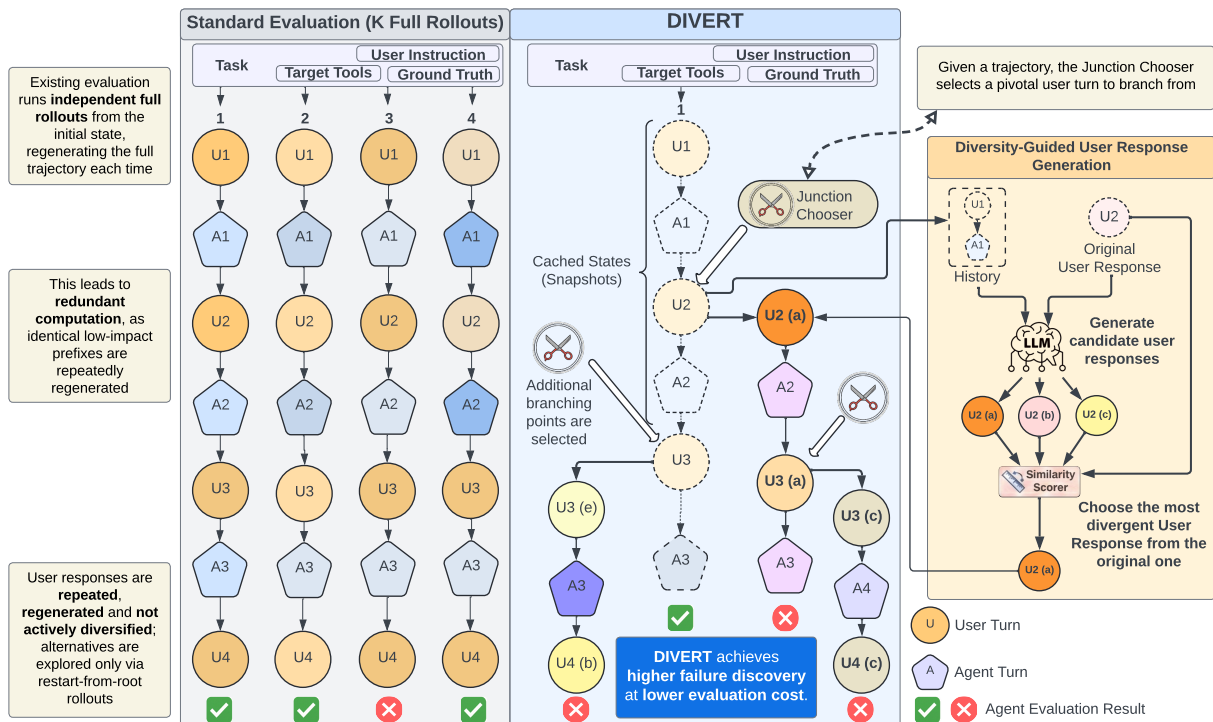 Standard Evaluation (K Full Rollouts)
DIVERT
Existing evaluation
runs independent full
rollouts from the
initial state,
regenerating the full
trajectory each time
This leads to
redundant
computation, as
identical low-impact
prefixes are
repeatedly
regenerated
User responses are
repeated,
regenerated and not
actively diversified;
alternatives are
explored only via
restart-from-root
rollouts
Task
User Instruction
Target Tools
Ground Truth
1
2
3
4
U1
U1
U1
U1
A1
A1
A1
A1
U2
U2
U2
U2
A2
A2
A2
A2
U3
U3
U3
U3
A3
A3
A3
A3
U4
U4
U4
U4
Task
User Instruction
Target Tools
Ground Truth
1
U1
A1
Junction
Chooser
Cached States
(Snapshots)
U2
U2 (a)
A2
A2
Additional
branching
points are
selected
U3
U3 (a)
U3 (e)
U3 (c)
A3
A3
A3
A4
U4 (b)
U4 (c)
DIVERT achieves
higher failure discovery
at lower evaluation cost.
Given a trajectory, the Junction Chooser
selects a pivotal user turn to branch from
Diversity-Guided User Response
Generation
U1
A1
History
U2
Original
User Response
LLM
Generate
candidate user
responses
U2 (a)
U2 (b)
U2 (c)
Similarity
Scorer
Choose the most
divergent User
Response from the
original one
U2 (a)
U
User Turn
A
Agent Turn
Agent Evaluation Result